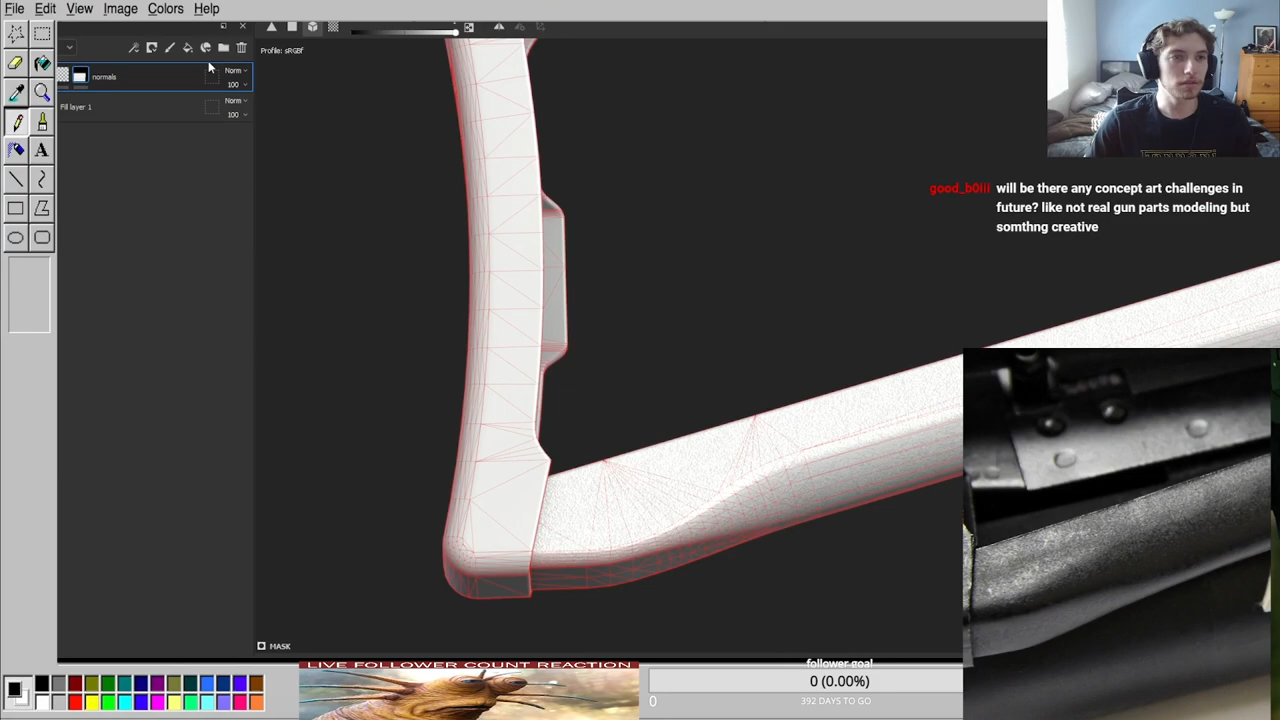 File Edit View Image Colors Help
Profile: sRGBf
Norm
normals
100
Norm
Fill layer 1
100
good_b0iii will be there any concept art challenges in
future? like not real gun parts modeling but
somthng creative
MASK
LIVE FOLLOWER COUNT REACTION
follower goal
0 (0.00%)
0
392 DAYS TO GO